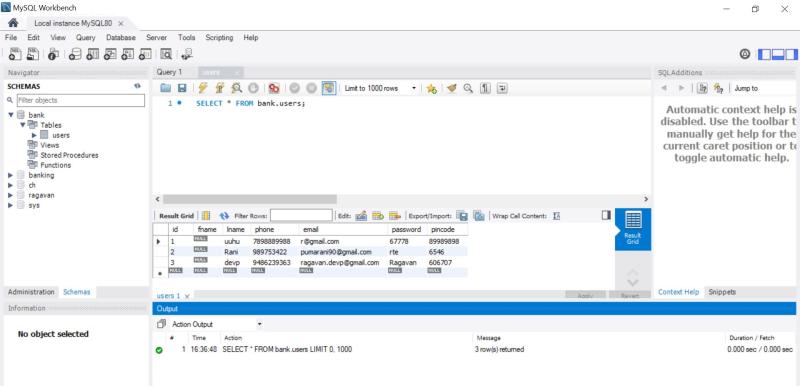 MySQL Workbench
Local instance MySQL80 ×
File Edit View Query Database Server Tools Scripting Help
Navigator
SCHEMAS
Filter objects
bank
Tables
users
Views
Stored Procedures
Functions
banking
ch
ragavan
sys
Administration Schemas
Information
No object selected
Query 1 users ×
Limit to 1000 rows
1 SELECT * FROM bank.users;
Result Grid Filter Rows: Edit: Export/Import: Wrap Cell Content:
id fname lname phone email password pincode
1 NULL uuhu 7898889988 r@gmail.com 67778 89989898
2 NULL Rani 989753422 pumarani90@gmail.com rte 6546
3 NULL devp 9486239363 ragavan.devp@gmail.com Ragavan 606707
NULL NULL NULL NULL NULL NULL NULL
Result
Grid
users 1 × Apply Revert
SQLAdditions
Jump to
Automatic context help is
disabled. Use the toolbar t
manually get help for the
current caret position or to
toggle automatic help.
Context Help Snippets
Output
Action Output
# Time Action Message Duration / Fetch
1 16:36:48 SELECT * FROM bank.users LIMIT 0, 1000 3 row(s) returned 0.000 sec / 0.000 sec